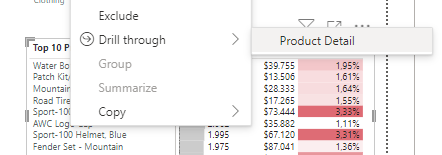 Clothing
Exclude
Drill through
Product Detail
Group
Summarize
Copy
Top 10 P
Water Bo $39.755 1,95%
Patch Kit/ $13.506 1,61%
Mountain $28.333 1,64%
Road Tire $17.265 1,55%
Sport-100 $73.444 3,33%
AWC Logo $35.882 1,11%
Sport-100 Helmet, Blue 1.995 $67.120 3,31%
Fender Set - Mountain 1.975 $87.041 1,36%